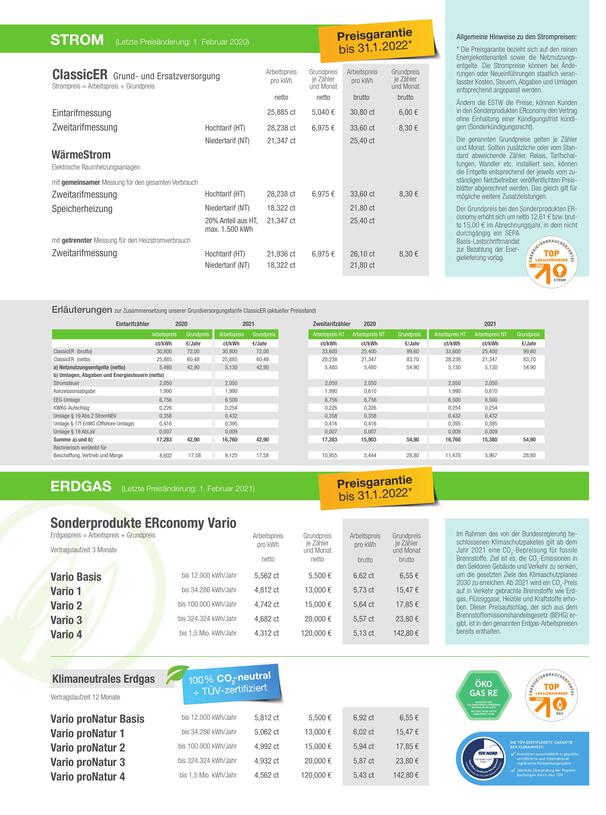 STROM (Letzte Preisänderung: 1. Februar 2020)
Preisgarantie
bis 31.1.2022*
ClassicER Grund- und Ersatzversorgung
Strompreis = Arbeitspreis + Grundpreis
Arbeitspreis pro kWh netto | Grundpreis je Zähler und Monat netto | Arbeitspreis pro kWh brutto | Grundpreis je Zähler und Monat brutto
Eintarifmessung 25,885 ct 5,040 € 30,80 ct 6,00 €
Zweitarifmessung Hochtarif (HT) 28,238 ct 6,975 € 33,60 ct 8,30 €
Niedertarif (NT) 21,347 ct 25,40 ct
WärmeStrom
Elektrische Raumheizungsanlagen
mit gemeinsamer Messung für den gesamten Verbrauch
Zweitarifmessung Hochtarif (HT) 28,238 ct 6,975 € 33,60 ct 8,30 €
Speicherheizung Niedertarif (NT) 18,322 ct 21,80 ct
20% Anteil aus HT, 21,347 ct 25,40 ct
max. 1.500 kWh
mit getrennter Messung für den Heizstromverbrauch
Zweitarifmessung Hochtarif (HT) 21,936 ct 6,975 € 26,10 ct 8,30 €
Niedertarif (NT) 18,322 ct 21,80 ct
Allgemeine Hinweise zu den Strompreisen:
* Die Preisgarantie bezieht sich auf den reinen
Energiekostenanteil sowie die Netznutzungs-
entgelte. Die Strompreise können bei Ände-
rungen oder Neueinführungen staatlich veran-
lasster Kosten, Steuern, Abgaben und Umlagen
entsprechend angepasst werden.
Ändern die ESTW die Preise, können Kunden
in den Sonderprodukten ERconomy den Vertrag
ohne Einhaltung einer Kündigungsfrist kündi-
gen (Sonderkündigungsrecht).
Die genannten Grundpreise gelten je Zähler
und Monat. Sollten zusätzliche oder vom Stan-
dard abweichende Zähler, Relais, Tarifschal-
tungen, Wandler etc. installiert sein, können
die Entgelte entsprechend der jeweils vom zu-
ständigen Netzbetreiber veröffentlichten Preis-
blätter abgerechnet werden. Das gleich gilt für
mögliche weitere Zusatzleistungen.
Der Grundpreis bei den Sonderprodukten ER-
conomy erhöht sich um netto 12,61 € bzw. brut-
to 15,00 € im Abrechnungsjahr, in dem nicht
durchgängig ein SEPA
Basis-Lastschriftmandat
zur Bezahlung der Ener-
gielieferung vorlag.
ENERGIEVERBRAUCHERPORTAL
TOP
LOKALVERSORGER
STROM
Erläuterungen zur Zusammensetzung unserer Grundversorgungstarife ClassicER (aktueller Preisstand)
Eintarifzähler 2020 2021 Zweitarifzähler 2020 2021
Arbeitspreis Grundpreis Arbeitspreis Grundpreis Arbeitspreis HT Arbeitspreis NT Grundpreis Arbeitspreis HT Arbeitspreis NT Grundpreis
ct/kWh €/Jahr ct/kWh €/Jahr ct/kWh ct/kWh €/Jahr ct/kWh ct/kWh €/Jahr
ClassicER (brutto) 30,800 72,00 30,800 72,00 33,600 25,400 99,60 33,600 25,400 99,60
ClassicER (netto) 25,885 60,48 25,885 60,48 28,238 21,347 83,70 28,238 21,347 83,70
a) Netznutzungsentgelte (netto) 5,480 42,90 5,130 42,90 5,480 5,480 54,90 5,130 5,130 54,90
b) Umlagen, Abgaben und Energiesteuern (netto)
Stromsteuer 2,050 2,050 2,050 2,050 2,050 2,050
Konzessionsabgabe 1,990 1,990 1,990 0,610 1,990 0,610
EEG-Umlage 6,756 6,500 6,756 6,756 6,500 6,500
KWKG-Aufschlag 0,226 0,254 0,226 0,226 0,254 0,254
Umlage § 19 Abs.2 StromNEV 0,358 0,432 0,358 0,358 0,432 0,432
Umlage § 17f EnWG (Offshore-Umlage) 0,416 0,395 0,416 0,416 0,395 0,395
Umlage § 18 AbLaV 0,007 0,009 0,007 0,007 0,009 0,009
Summe a) und b) 17,283 42,90 16,760 42,90 17,283 15,903 54,90 16,760 15,380 54,90
Rechnerisch verbleibt für
Beschaffung, Vertrieb und Marge 8,602 17,58 9,125 17,58 10,955 5,444 28,80 11,478 5,967 28,80
ERDGAS (Letzte Preisänderung: 1. Februar 2021)
Preisgarantie
bis 31.1.2022*
Sonderprodukte ERconomy Vario
Erdgaspreis = Arbeitspreis + Grundpreis
Vertragslaufzeit 3 Monate
Arbeitspreis pro kWh netto | Grundpreis je Zähler und Monat netto | Arbeitspreis pro kWh brutto | Grundpreis je Zähler und Monat brutto
Vario Basis bis 12.000 kWh/Jahr 5,562 ct 5,500 € 6,62 ct 6,55 €
Vario 1 bis 34.286 kWh/Jahr 4,812 ct 13,000 € 5,73 ct 15,47 €
Vario 2 bis 100.000 kWh/Jahr 4,742 ct 15,000 € 5,64 ct 17,85 €
Vario 3 bis 324.324 kWh/Jahr 4,682 ct 20,000 € 5,57 ct 23,80 €
Vario 4 bis 1,5 Mio. kWh/Jahr 4,312 ct 120,000 € 5,13 ct 142,80 €
Im Rahmen des von der Bundesregierung be-
schlossenen Klimaschutzpaketes gilt ab dem
Jahr 2021 eine CO₂-Bepreisung für fossile
Brennstoffe. Ziel ist es, die CO₂-Emissionen in
den Sektoren Gebäude und Verkehr zu senken,
um die gesetzten Ziele des Klimaschutzplanes
2030 zu erreichen. Ab 2021 wird ein CO₂-Preis
auf in Verkehr gebrachte Brennstoffe wie Erd-
gas, Flüssiggase, Heizöle und Kraftstoffe erho-
ben. Dieser Preisaufschlag, der sich aus dem
Brennstoffemissionshandelsgesetz (BEHG) er-
gibt, ist in den genannten Erdgas-Arbeitspreisen
bereits enthalten.
Klimaneutrales Erdgas
100% CO₂-neutral
+ TÜV-zertifiziert
Vertragslaufzeit 12 Monate
Vario proNatur Basis bis 12.000 kWh/Jahr 5,812 ct 5,500 € 6,92 ct 6,55 €
Vario proNatur 1 bis 34.286 kWh/Jahr 5,062 ct 13,000 € 6,02 ct 15,47 €
Vario proNatur 2 bis 100.000 kWh/Jahr 4,992 ct 15,000 € 5,94 ct 17,85 €
Vario proNatur 3 bis 324.324 kWh/Jahr 4,932 ct 20,000 € 5,87 ct 23,80 €
Vario proNatur 4 bis 1,5 Mio. kWh/Jahr 4,562 ct 120,000 € 5,43 ct 142,80 €
ÖKO
GAS RE
ENERGIEVERBRAUCHERPORTAL
TOP
LOKALVERSORGER
GAS
TÜV NORD
DIE TÜV-ZERTIFIZIERTE GARANTIE
DER KLIMAINVEST: